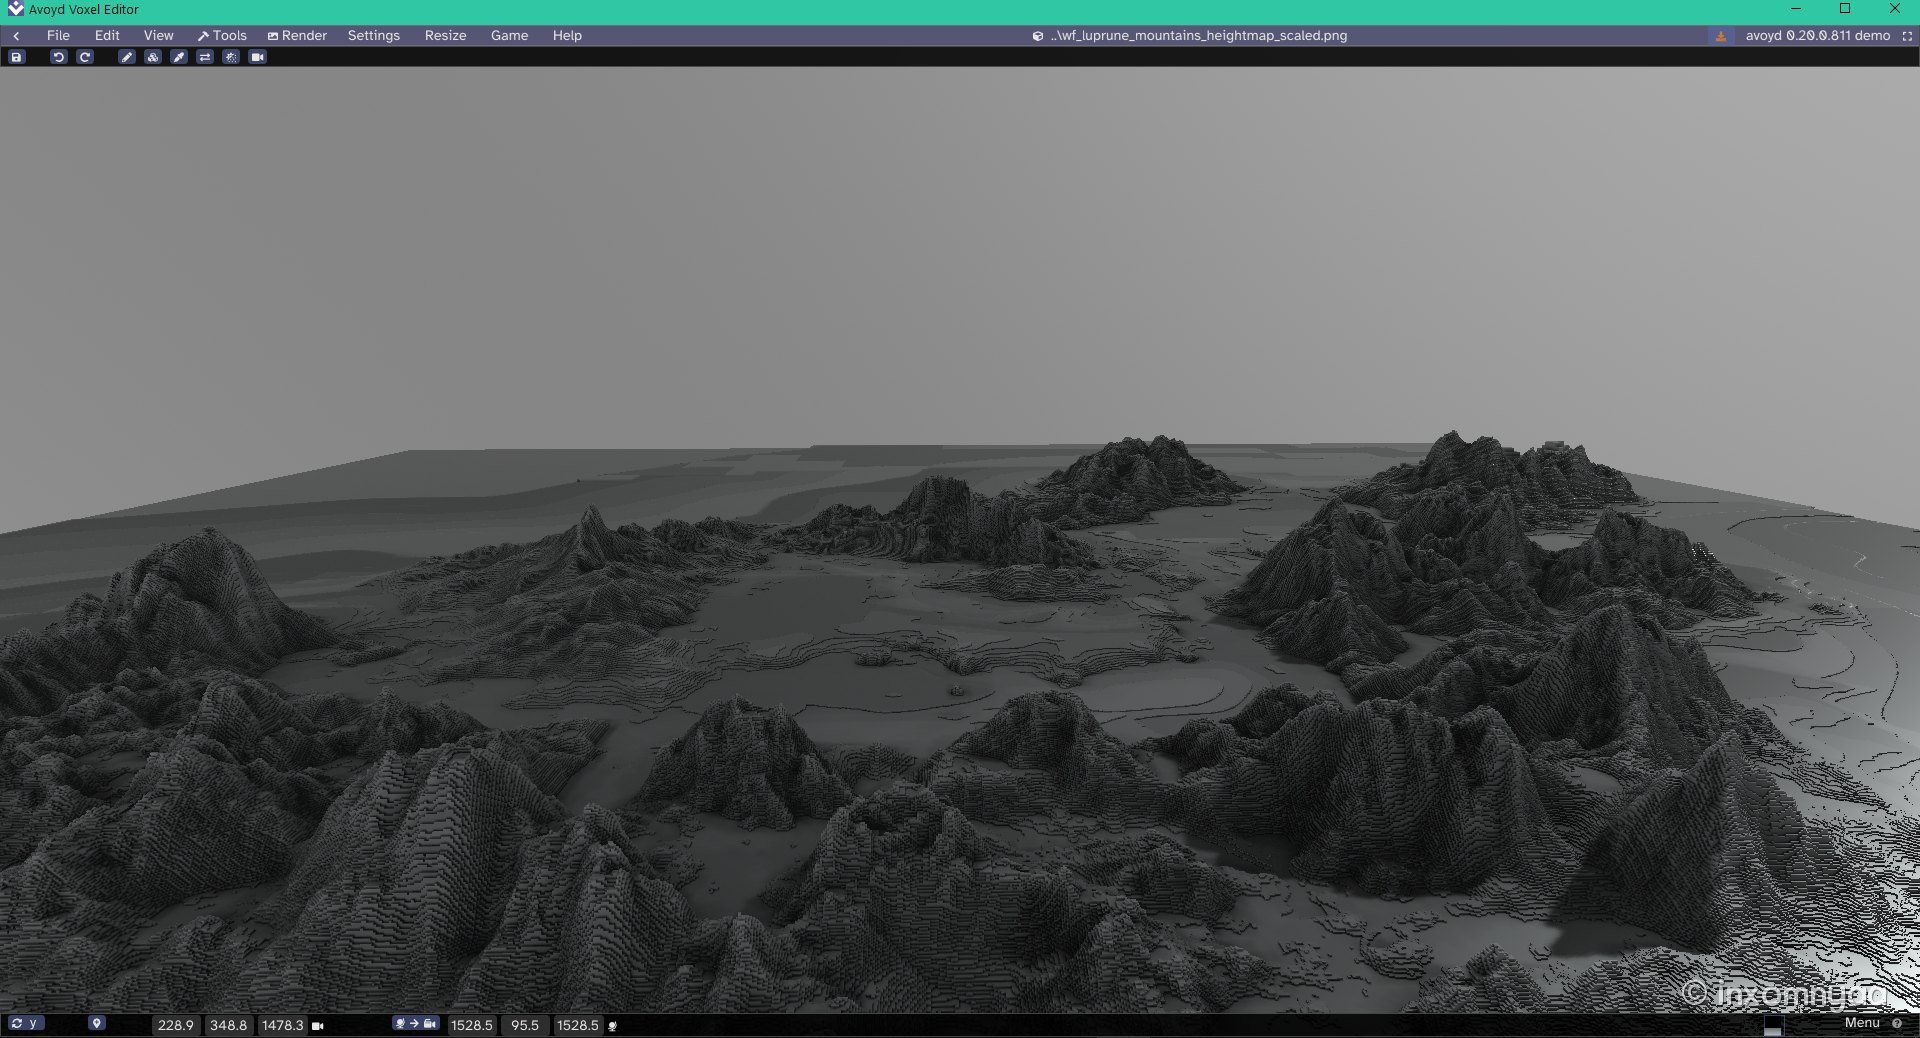 Avoyd Voxel Editor
File Edit View Tools Render Settings Resize Game Help ..\wf_luprune_mountains_heightmap_scaled.png avoyd 0.20.0.811 demo
© inxomnyaa
y 228.9 348.8 1478.3 1528.5 95.5 1528.5 Menu